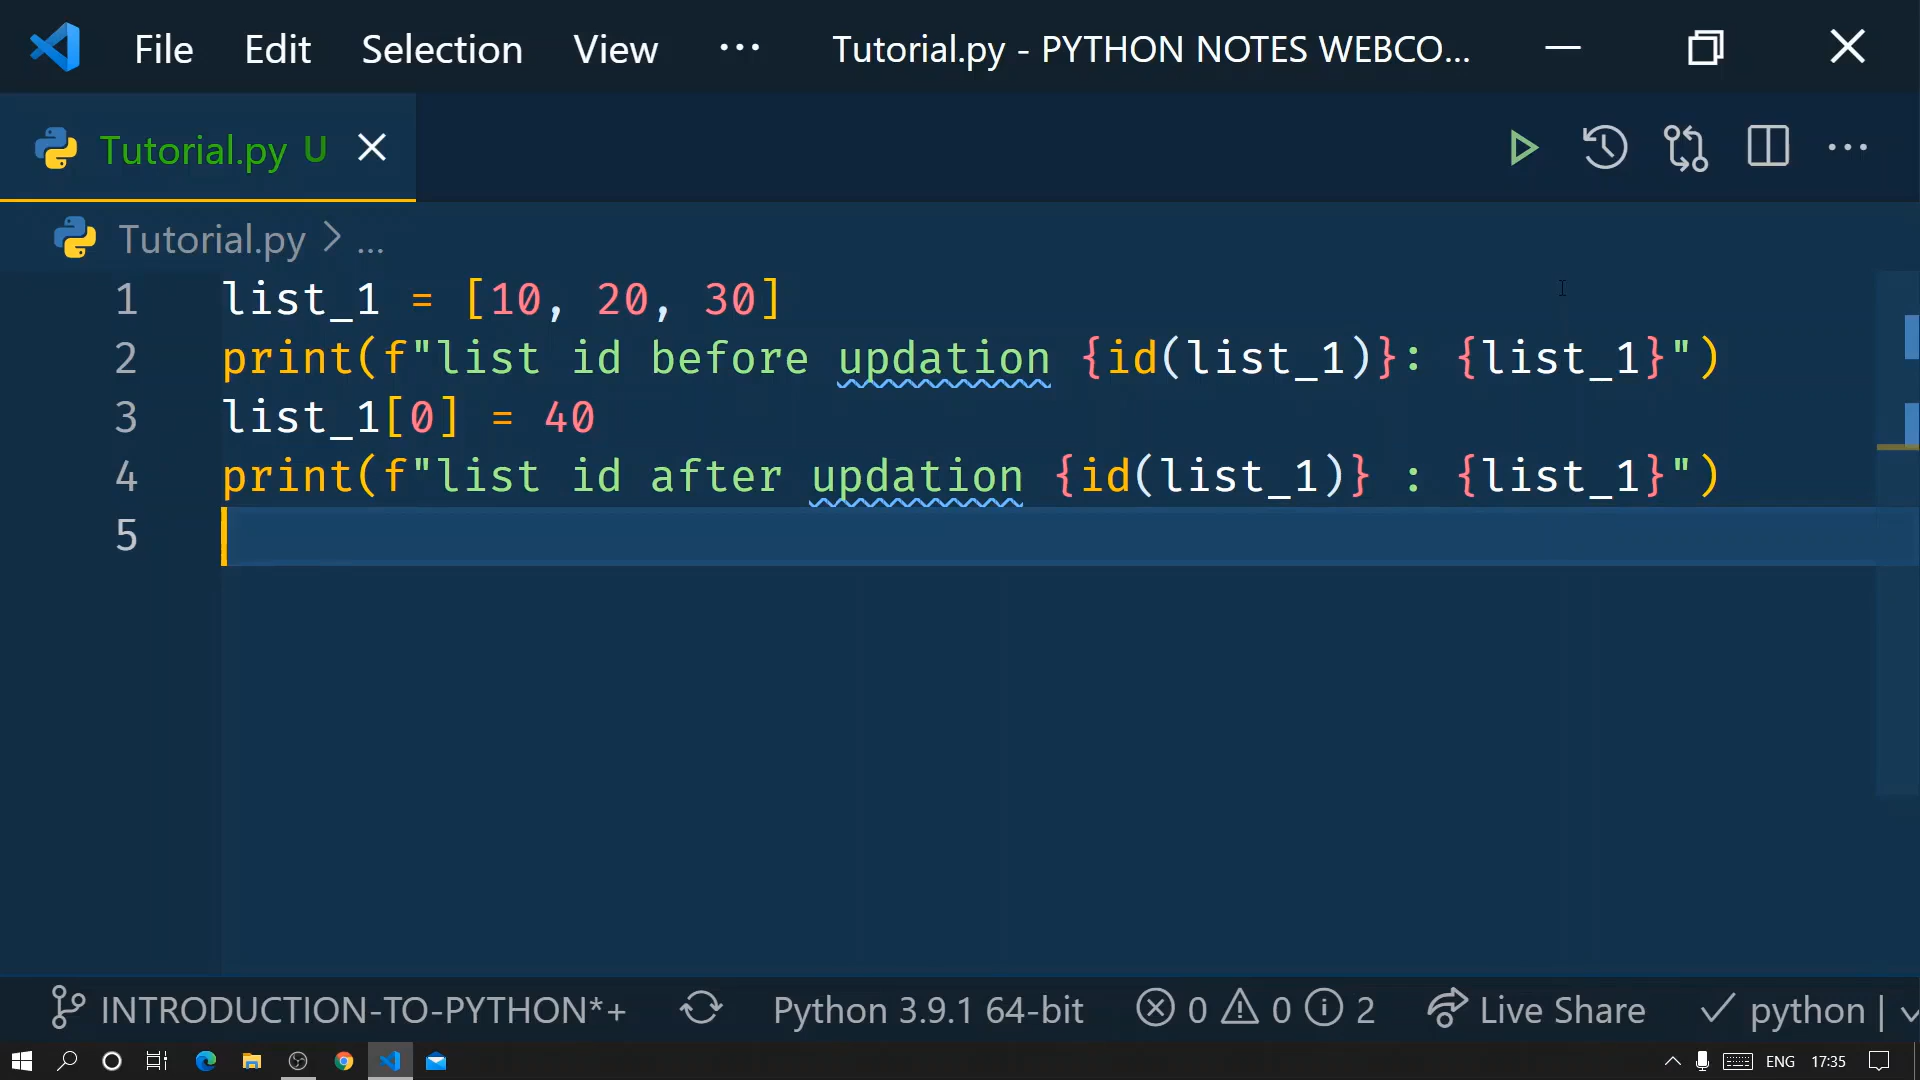 File Edit Selection View ··· Tutorial.py - PYTHON NOTES WEBCO...
Tutorial.py U
Tutorial.py > ...
1 list_1 = [10, 20, 30]
2 print(f"list id before updation {id(list_1)}: {list_1}")
3 list_1[0] = 40
4 print(f"list id after updation {id(list_1)} : {list_1}")
5
INTRODUCTION-TO-PYTHON*+ Python 3.9.1 64-bit 0 0 2 Live Share python |
ENG 17:35